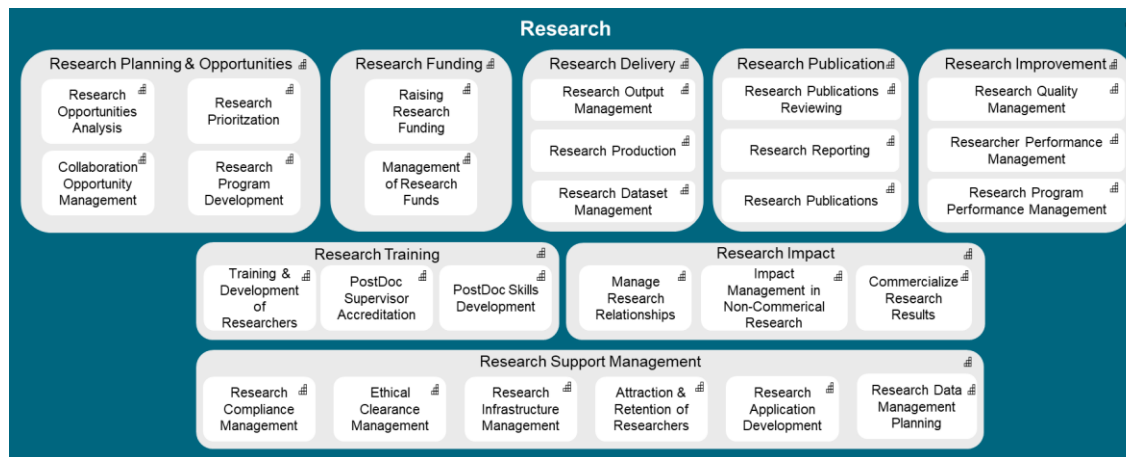 Research
Research Planning & Opportunities
Research
Opportunities
Analysis
Research
Prioritzation
Collaboration
Opportunity
Management
Research
Program
Development
Research Funding
Raising
Research
Funding
Management
of Research
Funds
Research Delivery
Research Output
Management
Research Production
Research Dataset
Management
Research Publication
Research Publications
Reviewing
Research Reporting
Research Publications
Research Improvement
Research Quality
Management
Researcher Performance
Management
Research Program
Performance Management
Research Training
Training &
Development
of
Researchers
PostDoc
Supervisor
Accreditation
PostDoc Skills
Development
Research Impact
Manage
Research
Relationships
Impact
Management in
Non-Commerical
Research
Commercialize
Research
Results
Research Support Management
Research
Compliance
Management
Ethical
Clearance
Management
Research
Infrastructure
Management
Attraction &
Retention of
Researchers
Research
Application
Development
Research Data
Management
Planning